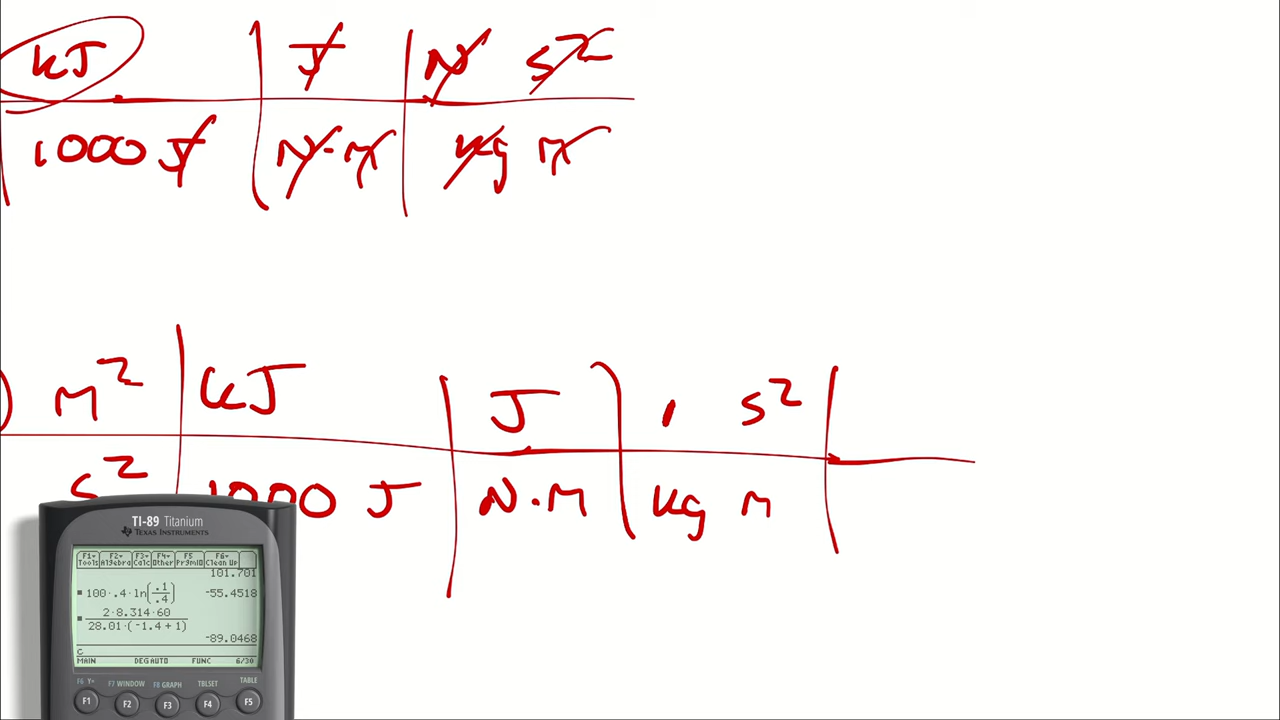 kJ J N s²
1000 J N·m kg m
) m² kJ J 1 s²
s² 1000 J N·m kg m
TI-89 Titanium
TEXAS INSTRUMENTS
F1 F2 F3 F4 F5 F6
Tools Algebra Calc Other PrgmIO Clean Up
101.701
100·.4·ln(.1/.4) -55.4518
2·8.314·60
28.01·(-1.4+1)
-89.0468
MAIN DEG AUTO FUNC 6/30
F6 Y= F7 WINDOW F8 GRAPH TBLSET TABLE
F1 F2 F3 F4 F5